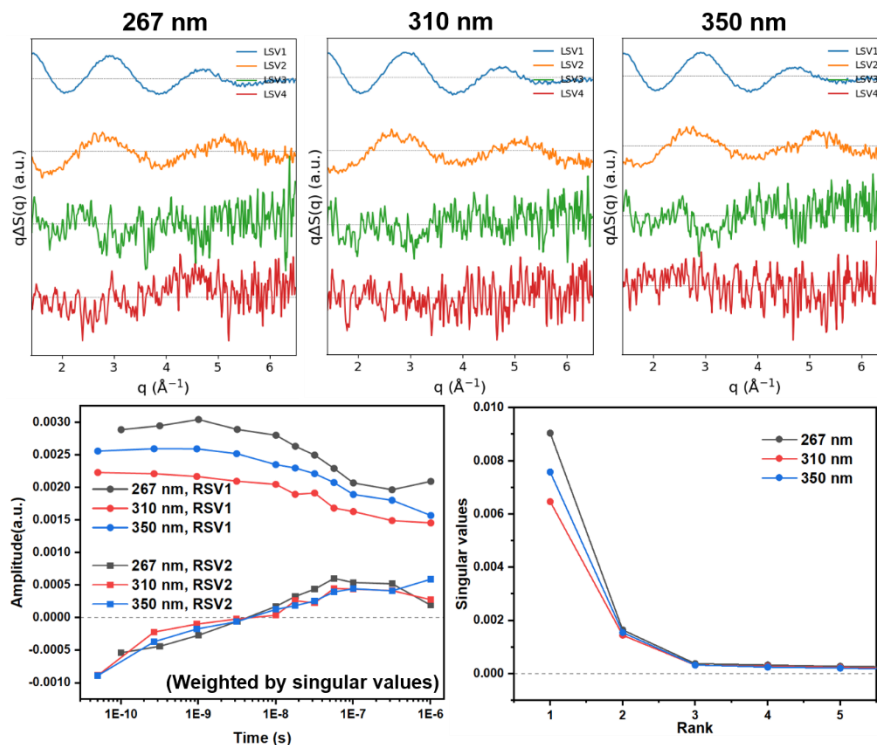 267 nm
310 nm
350 nm
LSV1
LSV2
LSV3
LSV4
LSV1
LSV2
LSV3
LSV4
LSV1
LSV2
LSV3
LSV4
qΔS(q) (a.u.)
qΔS(q) (a.u.)
qΔS(q) (a.u.)
2 3 4 5 6
2 3 4 5 6
2 3 4 5 6
q (Å⁻¹)
q (Å⁻¹)
q (Å⁻¹)
0.0030
0.0025
0.0020
0.0015
0.0010
0.0005
0.0000
-0.0005
-0.0010
Amplitude(a.u.)
267 nm, RSV1
310 nm, RSV1
350 nm, RSV1
267 nm, RSV2
310 nm, RSV2
350 nm, RSV2
(Weighted by singular values)
1E-10 1E-9 1E-8 1E-7 1E-6
Time (s)
0.010
0.008
0.006
0.004
0.002
0.000
Singular values
267 nm
310 nm
350 nm
1 2 3 4 5
Rank